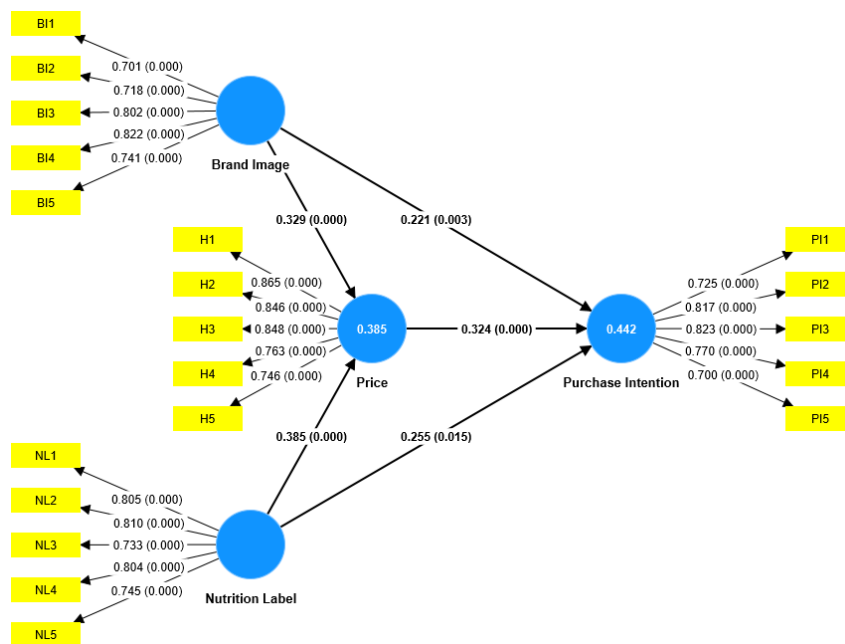 BI1
BI2
BI3
BI4
BI5
0.701 (0.000)
0.718 (0.000)
0.802 (0.000)
0.822 (0.000)
0.741 (0.000)
Brand Image
0.329 (0.000)
0.221 (0.003)
H1
H2
H3
H4
H5
0.865 (0.000)
0.846 (0.000)
0.848 (0.000)
0.763 (0.000)
0.746 (0.000)
0.385
Price
0.324 (0.000)
0.442
Purchase Intention
0.725 (0.000)
0.817 (0.000)
0.823 (0.000)
0.770 (0.000)
0.700 (0.000)
PI1
PI2
PI3
PI4
PI5
0.385 (0.000)
0.255 (0.015)
NL1
NL2
NL3
NL4
NL5
0.805 (0.000)
0.810 (0.000)
0.733 (0.000)
0.804 (0.000)
0.745 (0.000)
Nutrition Label